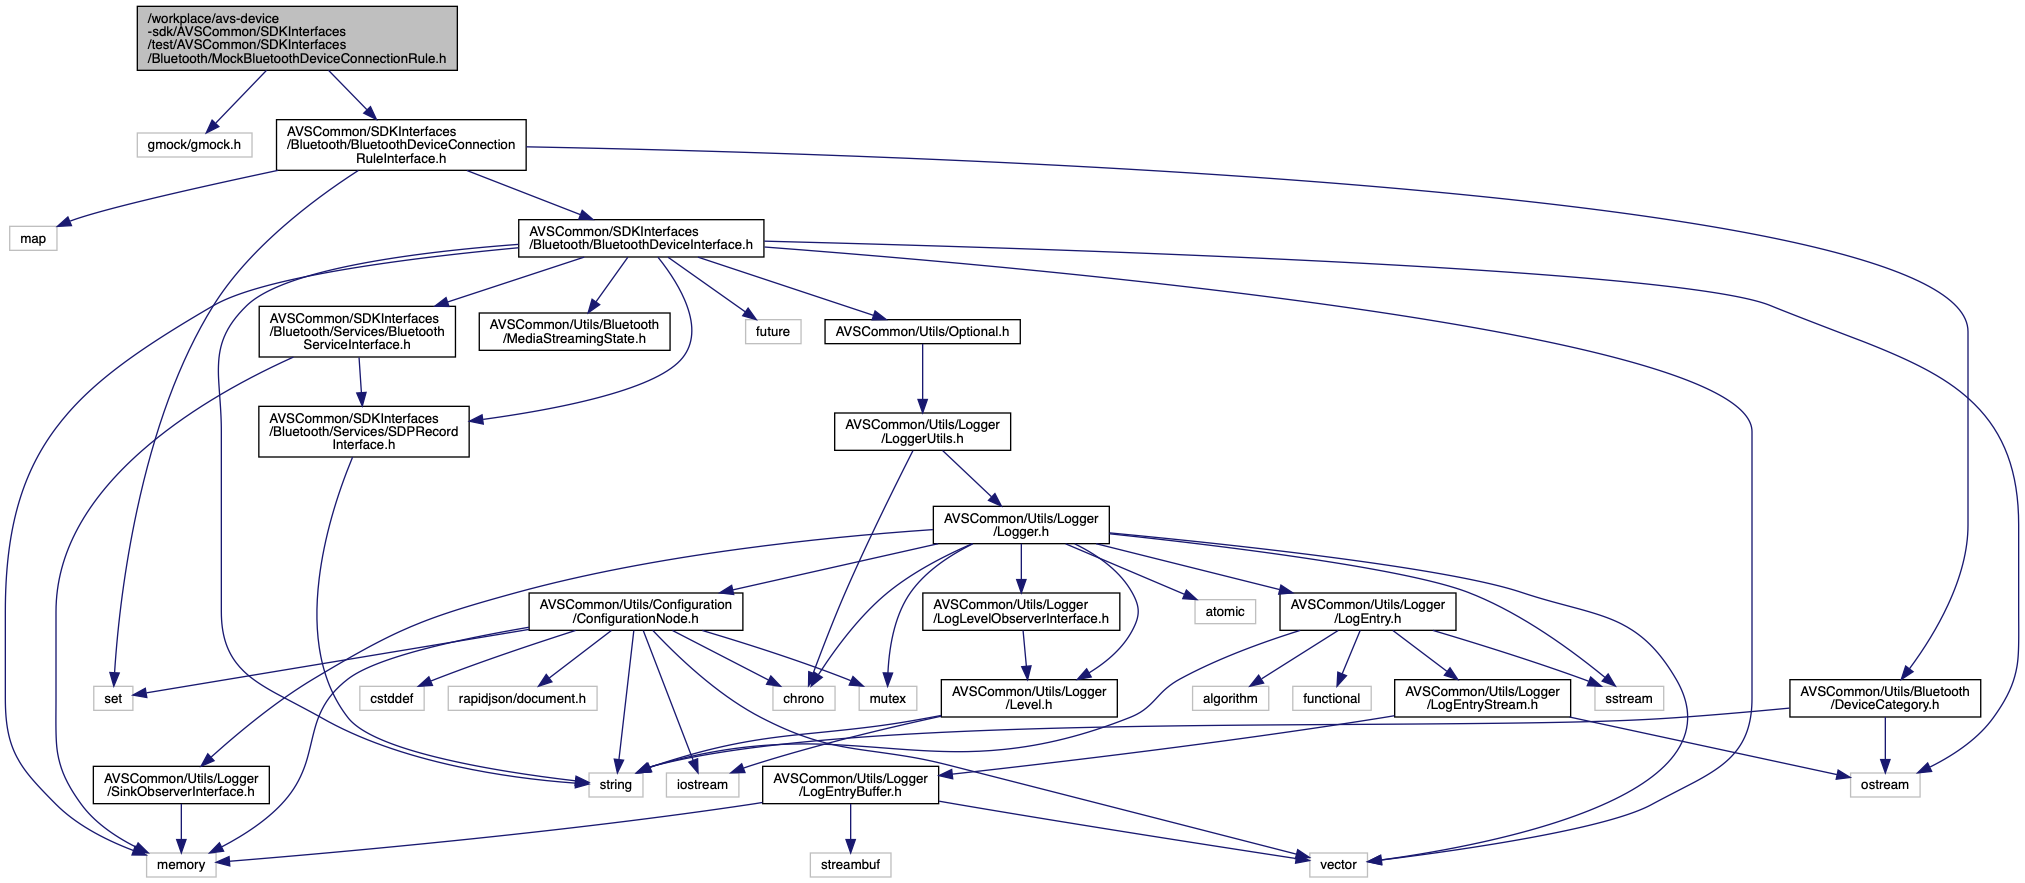 /workplace/avs-device
-sdk/AVSCommon/SDKInterfaces
/test/AVSCommon/SDKInterfaces
/Bluetooth/MockBluetoothDeviceConnectionRule.h
gmock/gmock.h
AVSCommon/SDKInterfaces
/Bluetooth/BluetoothDeviceConnection
RuleInterface.h
map
AVSCommon/SDKInterfaces
/Bluetooth/BluetoothDeviceInterface.h
AVSCommon/SDKInterfaces
/Bluetooth/Services/Bluetooth
ServiceInterface.h
AVSCommon/Utils/Bluetooth
/MediaStreamingState.h
future
AVSCommon/Utils/Optional.h
AVSCommon/SDKInterfaces
/Bluetooth/Services/SDPRecord
Interface.h
AVSCommon/Utils/Logger
/LoggerUtils.h
AVSCommon/Utils/Logger
/Logger.h
AVSCommon/Utils/Configuration
/ConfigurationNode.h
AVSCommon/Utils/Logger
/LogLevelObserverInterface.h
atomic
AVSCommon/Utils/Logger
/LogEntry.h
set
cstddef
rapidjson/document.h
chrono
mutex
AVSCommon/Utils/Logger
/Level.h
algorithm
functional
AVSCommon/Utils/Logger
/LogEntryStream.h
sstream
AVSCommon/Utils/Bluetooth
/DeviceCategory.h
AVSCommon/Utils/Logger
/SinkObserverInterface.h
string
iostream
AVSCommon/Utils/Logger
/LogEntryBuffer.h
ostream
memory
streambuf
vector